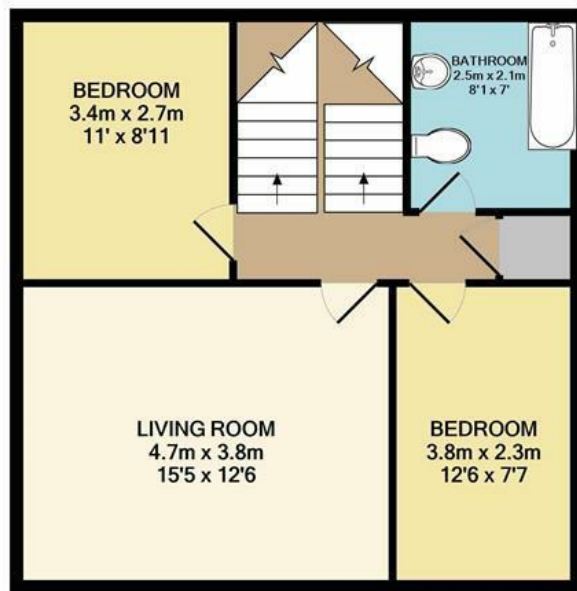 BEDROOM
3.4m x 2.7m
11' x 8'11
BATHROOM
2.5m x 2.1m
8'1 x 7'
LIVING ROOM
4.7m x 3.8m
15'5 x 12'6
BEDROOM
3.8m x 2.3m
12'6 x 7'7